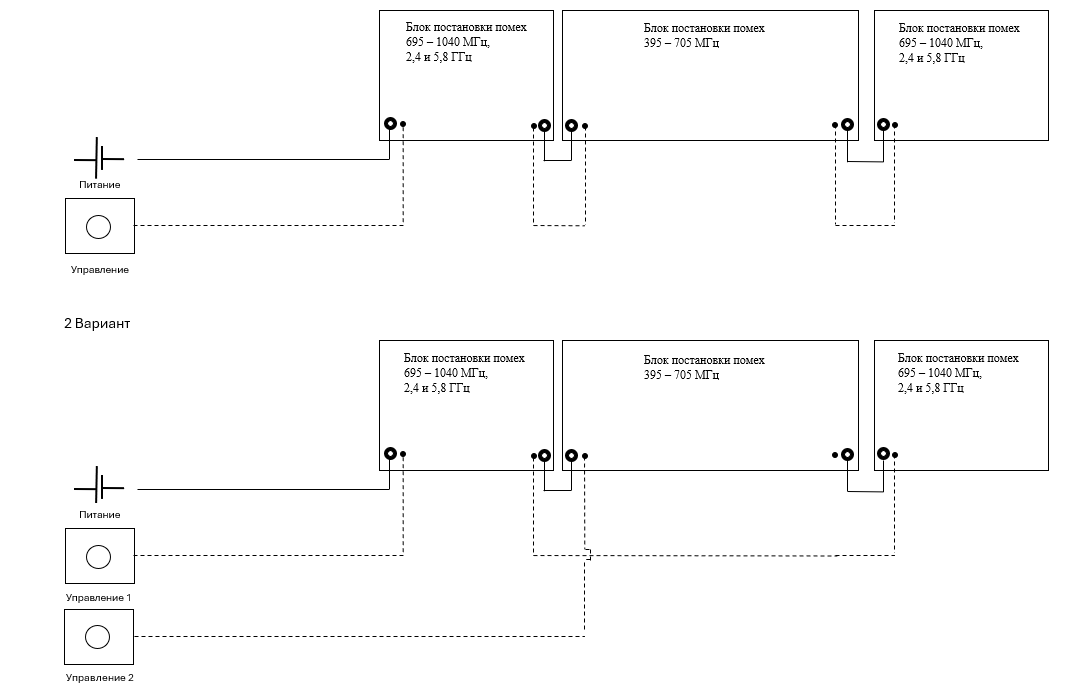 Блок постановки помех
695 – 1040 МГц,
2,4 и 5,8 ГГц
Блок постановки помех
395 – 705 МГц
Блок постановки помех
695 – 1040 МГц,
2,4 и 5,8 ГГц
Питание
Управление
2 Вариант
Блок постановки помех
695 – 1040 МГц,
2,4 и 5,8 ГГц
Блок постановки помех
395 – 705 МГц
Блок постановки помех
695 – 1040 МГц,
2,4 и 5,8 ГГц
Питание
Управление 1
Управление 2